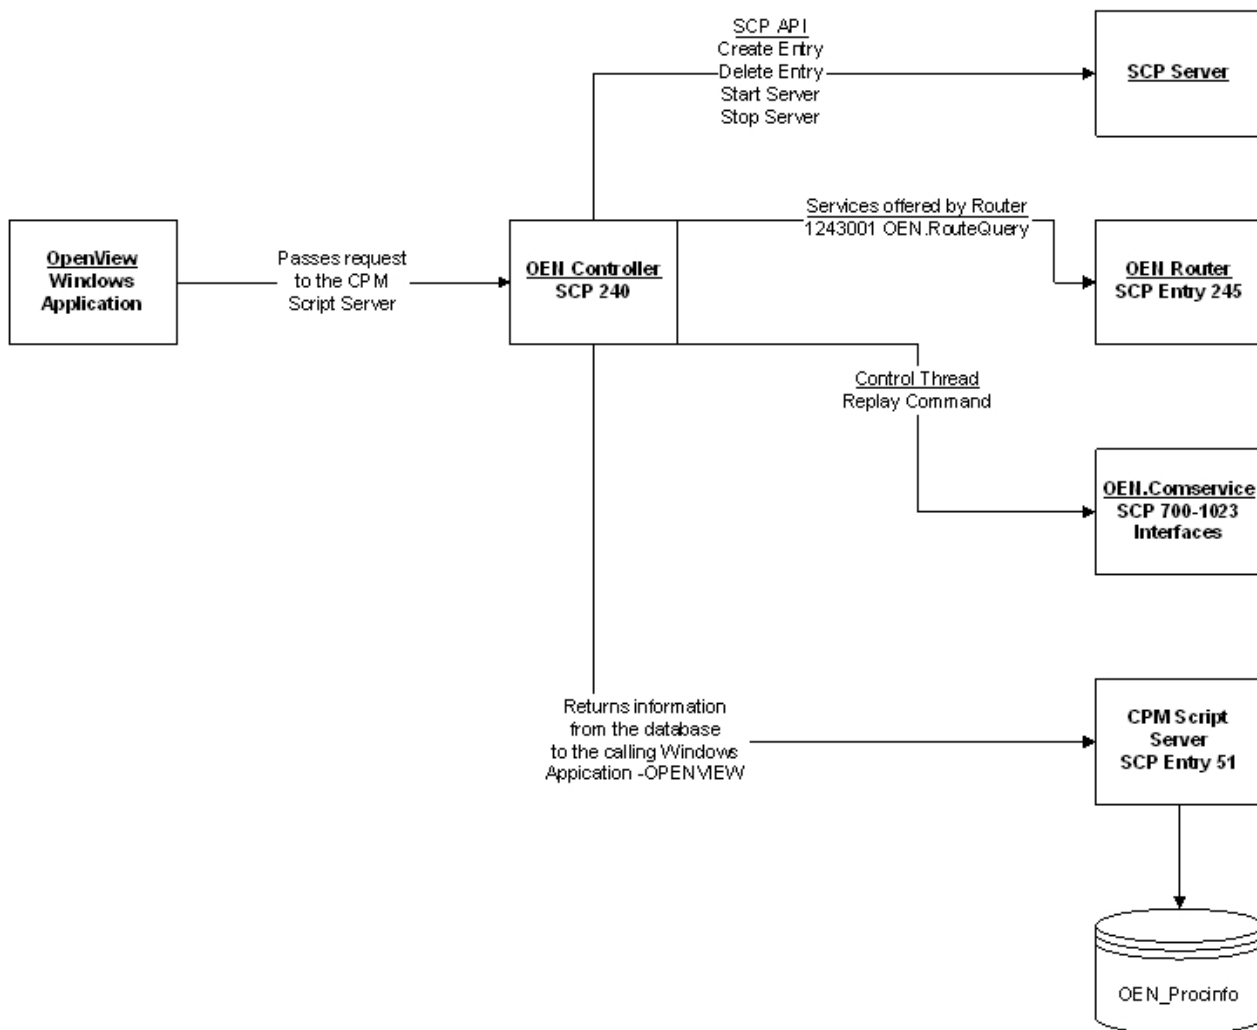 SCP API
Create Entry
Delete Entry
Start Server
Stop Server
SCP Server
OpenView
Windows
Application
Passes request
to the CPM
Script Server
OEN Controller
SCP 240
Services offered by Router
1243001 OEN.RouteQuery
OEN Router
SCP Entry 245
Control Thread
Replay Command
OEN.Comservice
SCP 700-1023
Interfaces
Returns information
from the database
to the calling Windows
Appication -OPENVIEW
CPM Script
Server
SCP Entry 51
OEN_Procinfo